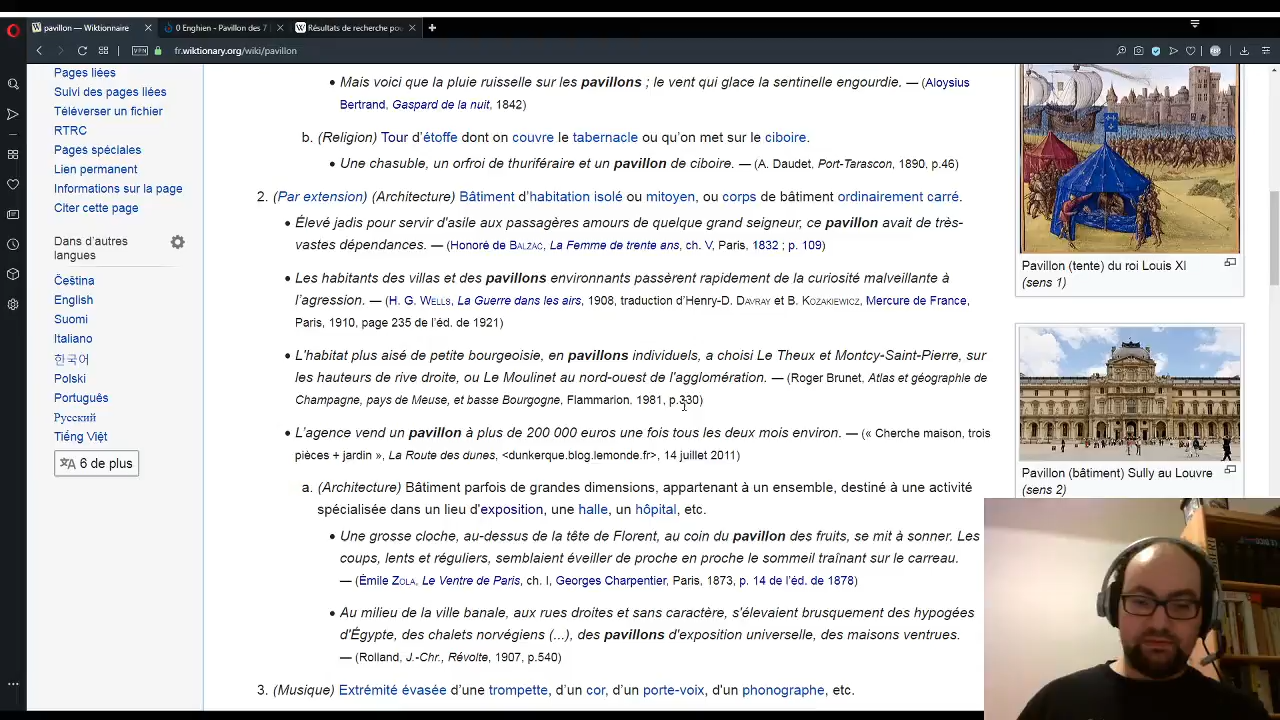 pavillon — Wiktionnaire
0 Enghien - Pavillon des 7
Résultats de recherche pou
VPN
fr.wiktionary.org/wiki/pavillon
Pages liées
Suivi des pages liées
Téléverser un fichier
RTRC
Pages spéciales
Lien permanent
Informations sur la page
Citer cette page
Dans d'autres
langues
Čeština
English
Suomi
Italiano
한국어
Polski
Português
Русский
Tiếng Việt
6 de plus
Mais voici que la pluie ruisselle sur les pavillons ; le vent qui glace la sentinelle engourdie. — (Aloysius
Bertrand, Gaspard de la nuit, 1842)
b. (Religion) Tour d'étoffe dont on couvre le tabernacle ou qu'on met sur le ciboire.
Une chasuble, un orfroi de thuriféraire et un pavillon de ciboire. — (A. Daudet, Port-Tarascon, 1890, p.46)
2. (Par extension) (Architecture) Bâtiment d'habitation isolé ou mitoyen, ou corps de bâtiment ordinairement carré.
Élevé jadis pour servir d'asile aux passagères amours de quelque grand seigneur, ce pavillon avait de très-
vastes dépendances. — (Honoré de Balzac, La Femme de trente ans, ch. V, Paris, 1832 ; p. 109)
Les habitants des villas et des pavillons environnants passèrent rapidement de la curiosité malveillante à
l'agression. — (H. G. Wells, La Guerre dans les airs, 1908, traduction d'Henry-D. Davray et B. Kozakiewicz, Mercure de France,
Paris, 1910, page 235 de l'éd. de 1921)
L'habitat plus aisé de petite bourgeoisie, en pavillons individuels, a choisi Le Theux et Montcy-Saint-Pierre, sur
les hauteurs de rive droite, ou Le Moulinet au nord-ouest de l'agglomération. — (Roger Brunet, Atlas et géographie de
Champagne, pays de Meuse, et basse Bourgogne, Flammarion. 1981, p.330)
L'agence vend un pavillon à plus de 200 000 euros une fois tous les deux mois environ. — (« Cherche maison, trois
pièces + jardin », La Route des dunes, <dunkerque.blog.lemonde.fr>, 14 juillet 2011)
a. (Architecture) Bâtiment parfois de grandes dimensions, appartenant à un ensemble, destiné à une activité
spécialisée dans un lieu d'exposition, une halle, un hôpital, etc.
Une grosse cloche, au-dessus de la tête de Florent, au coin du pavillon des fruits, se mit à sonner. Les
coups, lents et réguliers, semblaient éveiller de proche en proche le sommeil traînant sur le carreau.
— (Émile Zola, Le Ventre de Paris, ch. I, Georges Charpentier, Paris, 1873, p. 14 de l'éd. de 1878)
Au milieu de la ville banale, aux rues droites et sans caractère, s'élevaient brusquement des hypogées
d'Égypte, des chalets norvégiens (...), des pavillons d'exposition universelle, des maisons ventrues.
— (Rolland, J.-Chr., Révolte, 1907, p.540)
3. (Musique) Extrémité évasée d'une trompette, d'un cor, d'un porte-voix, d'un phonographe, etc.
Pavillon (tente) du roi Louis XI
(sens 1)
Pavillon (bâtiment) Sully au Louvre
(sens 2)